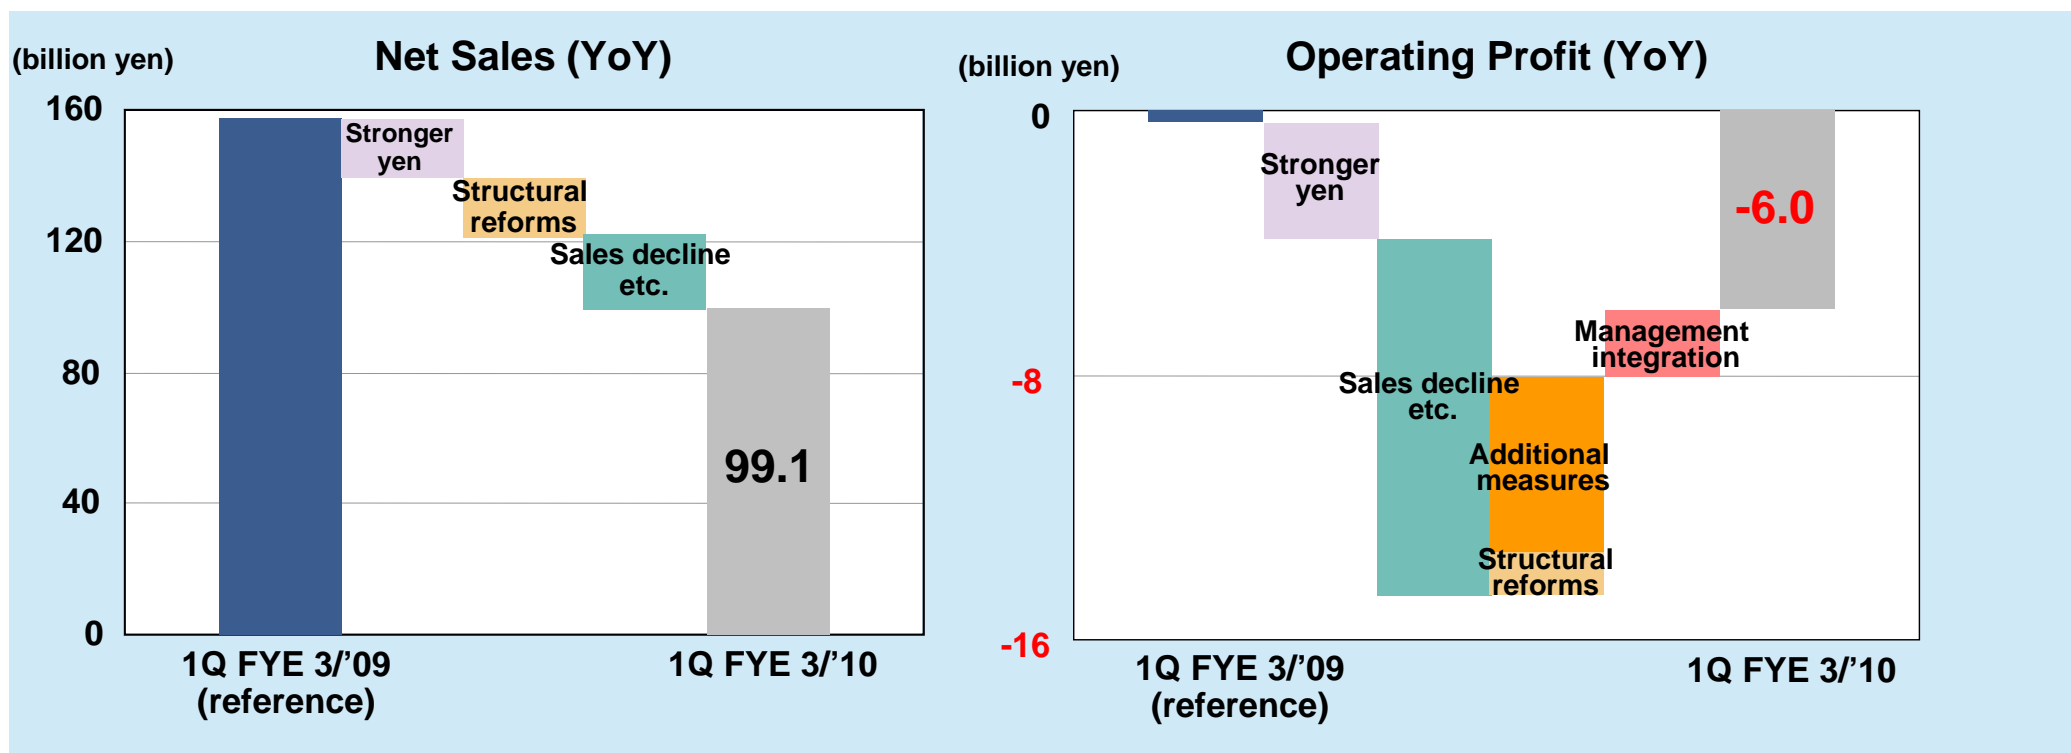 Net Sales (YoY)
(billion yen)
160
120
80
40
0
Stronger
yen
Structural
reforms
Sales decline
etc.
99.1
1Q FYE 3/’09
(reference)
1Q FYE 3/’10
Operating Profit (YoY)
(billion yen)
0
-8
-16
Stronger
yen
Sales decline
etc.
Additional
measures
Structural
reforms
Management
integration
-6.0
1Q FYE 3/’09
(reference)
1Q FYE 3/’10